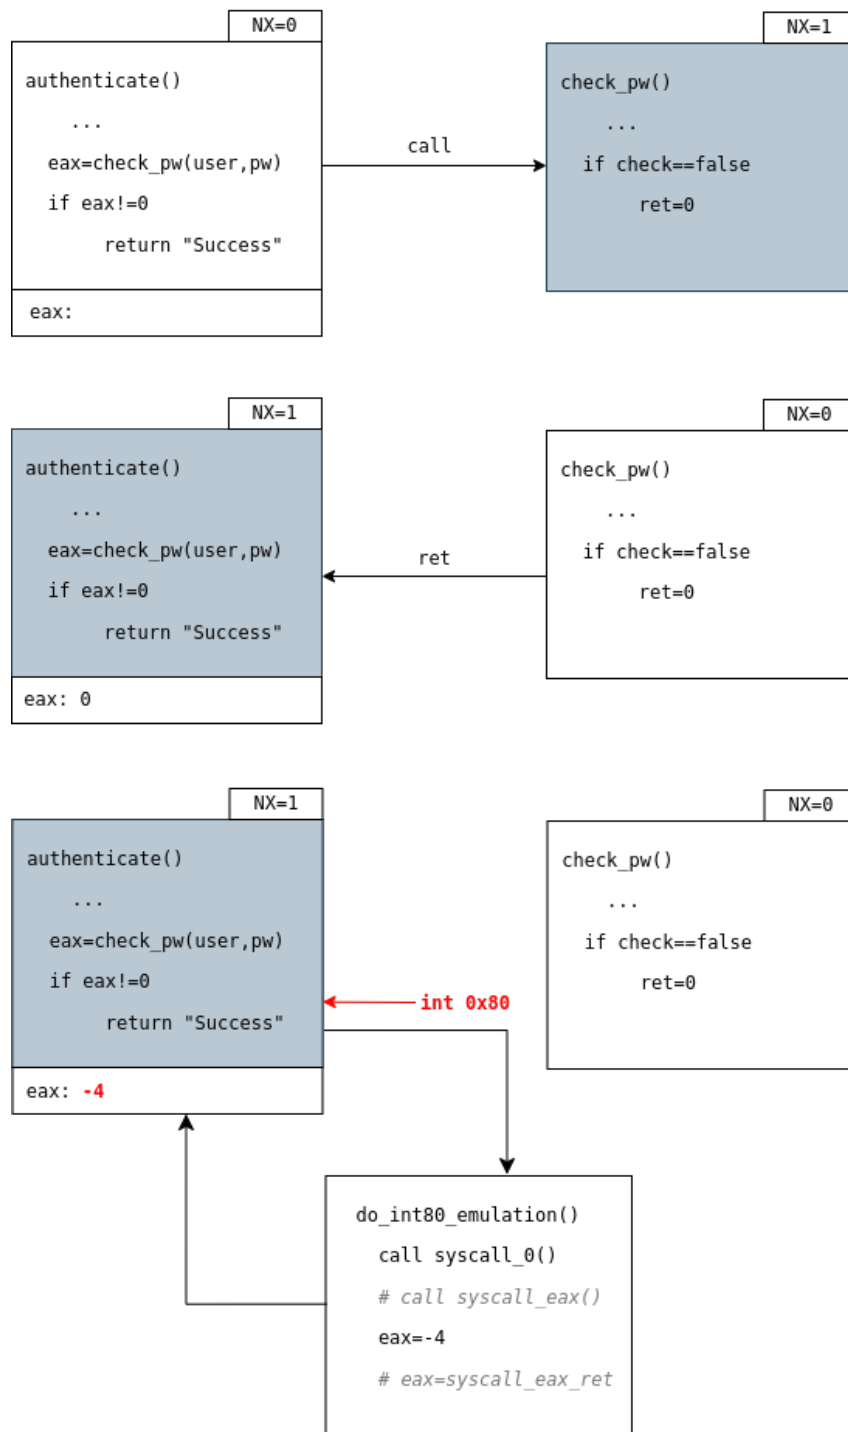 NX=0
authenticate()
...
eax=check_pw(user,pw)
if eax!=0
return "Success"
eax:
call
NX=1
check_pw()
...
if check==false
ret=0
NX=1
authenticate()
...
eax=check_pw(user,pw)
if eax!=0
return "Success"
eax: 0
ret
NX=0
check_pw()
...
if check==false
ret=0
NX=1
authenticate()
...
eax=check_pw(user,pw)
if eax!=0
return "Success"
eax: -4
int 0x80
NX=0
check_pw()
...
if check==false
ret=0
do_int80_emulation()
call syscall_0()
# call syscall_eax()
eax=-4
# eax=syscall_eax_ret